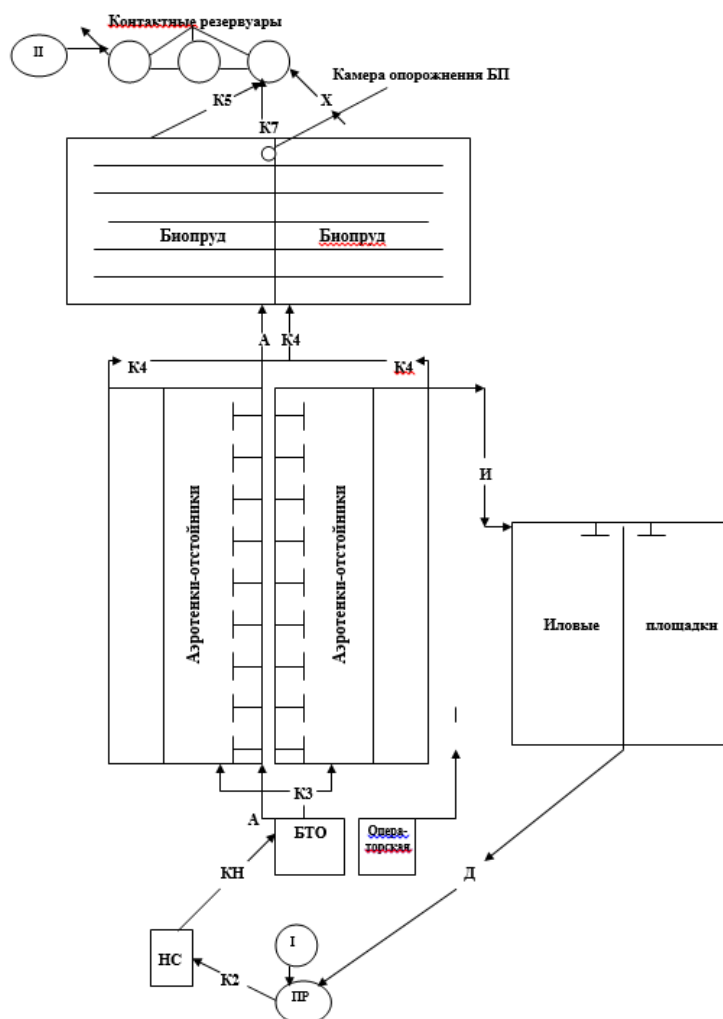 Контактные резервуары
II
Камера опорожнения БП
К5
Х
К7
Биопруд
Биопруд
А
К4
К4
К4
И
Аэротенки-отстойники
Аэротенки-отстойники
Иловые
площадки
К3
А
БТО
Опера-
торская
КН
Д
I
НС
К2
ПР